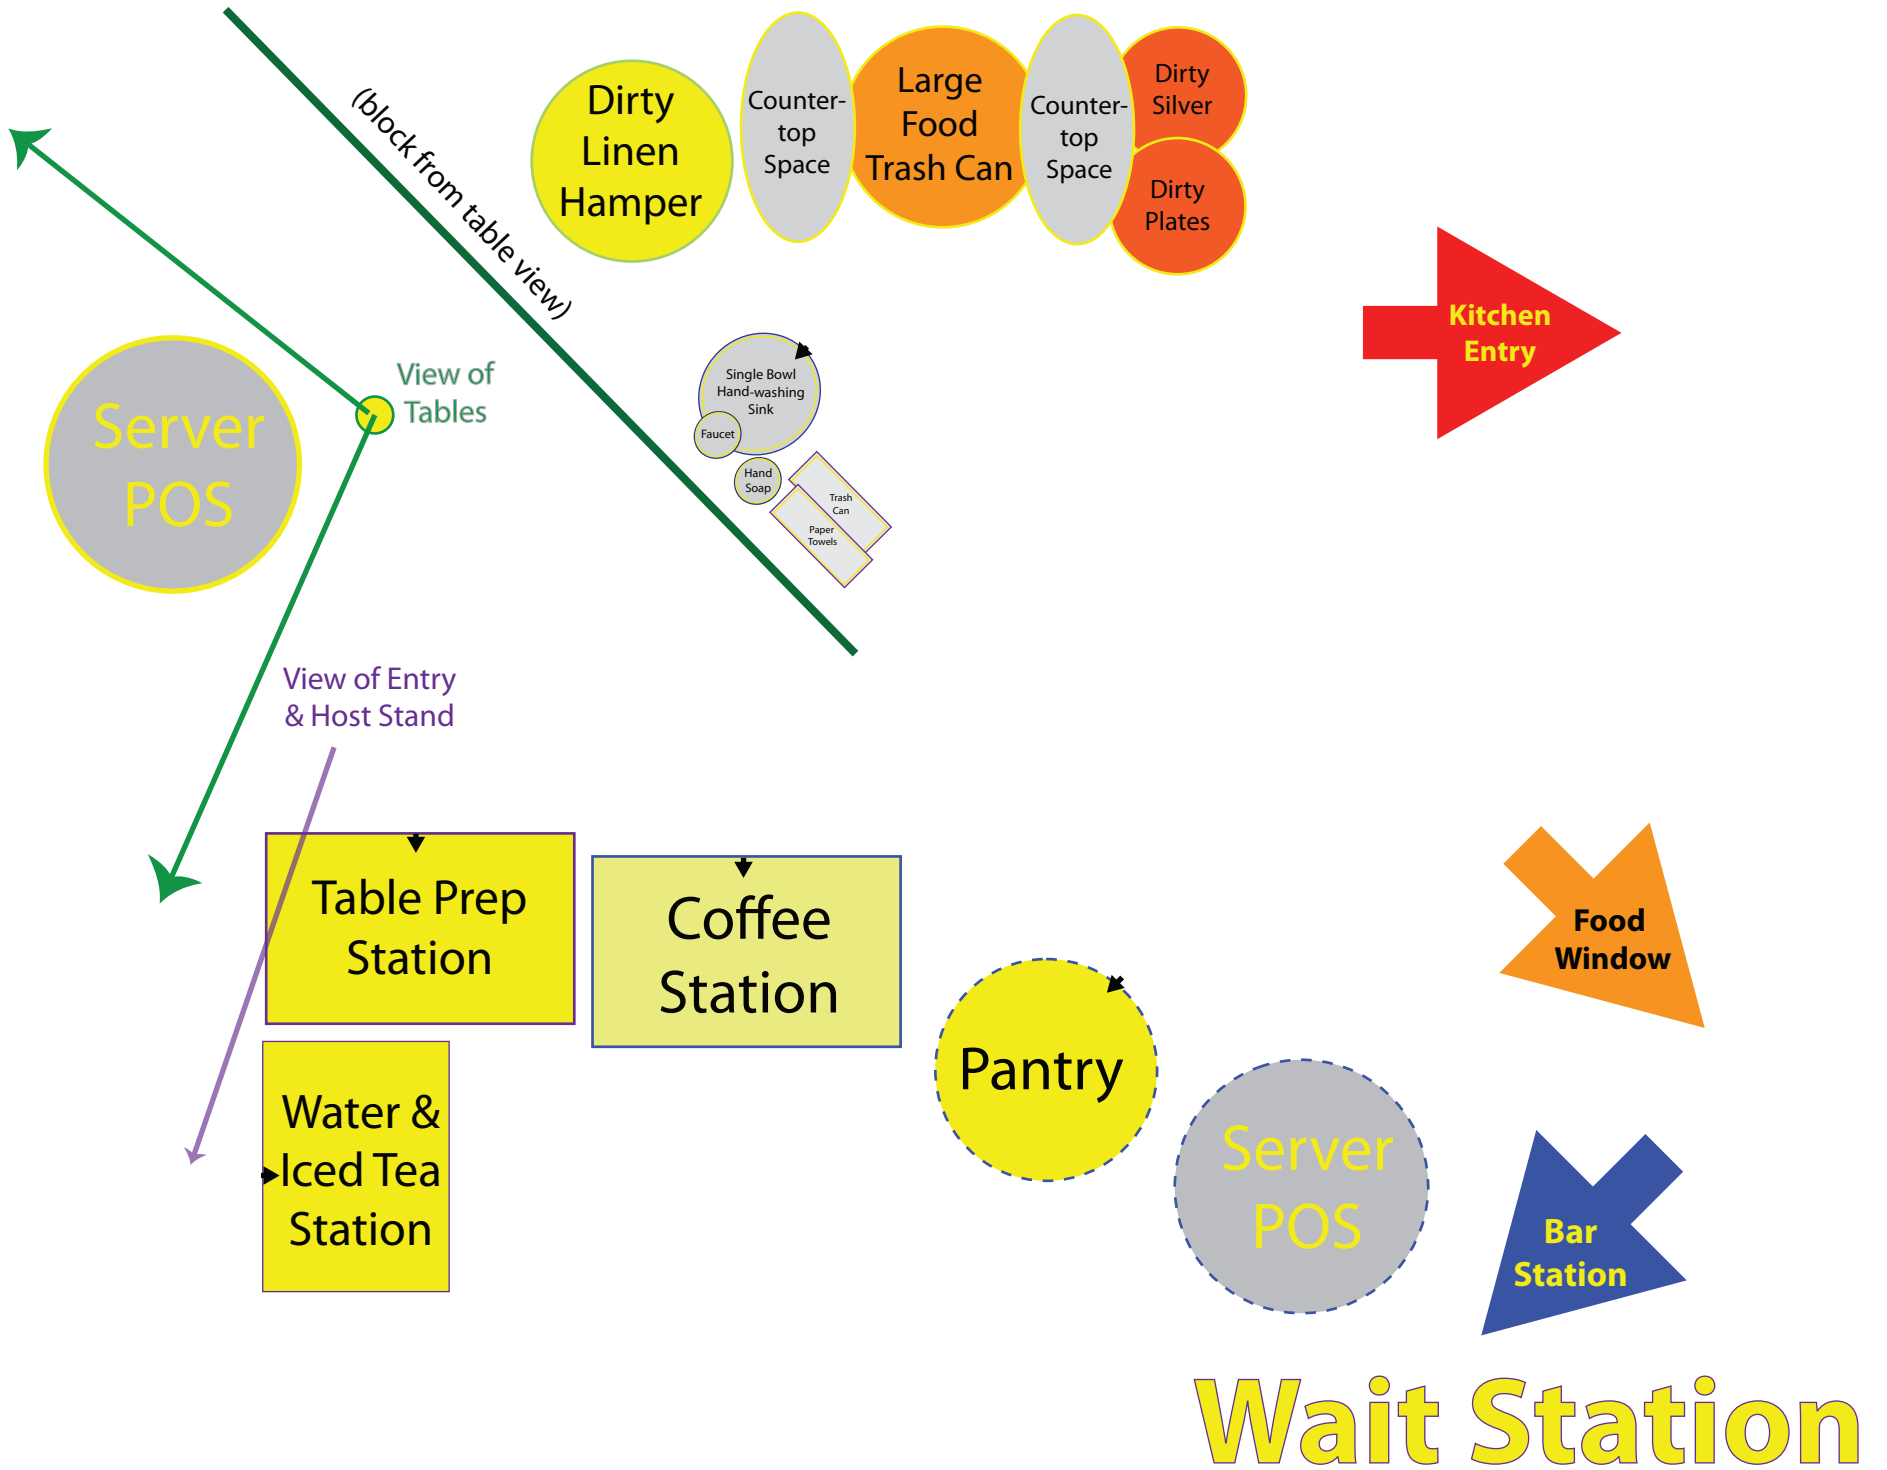 (block from table view)
Dirty
Linen
Hamper
Counter-
top
Space
Large
Food
Trash Can
Counter-
top
Space
Dirty
Silver
Dirty
Plates
Kitchen
Entry
View of
Tables
Server
POS
Single Bowl
Hand-washing
Sink
Faucet
Hand
Soap
Trash
Can
Paper
Towels
View of Entry
& Host Stand
Table Prep
Station
Coffee
Station
Food
Window
Pantry
Water &
Iced Tea
Station
Server
POS
Bar
Station
Wait Station